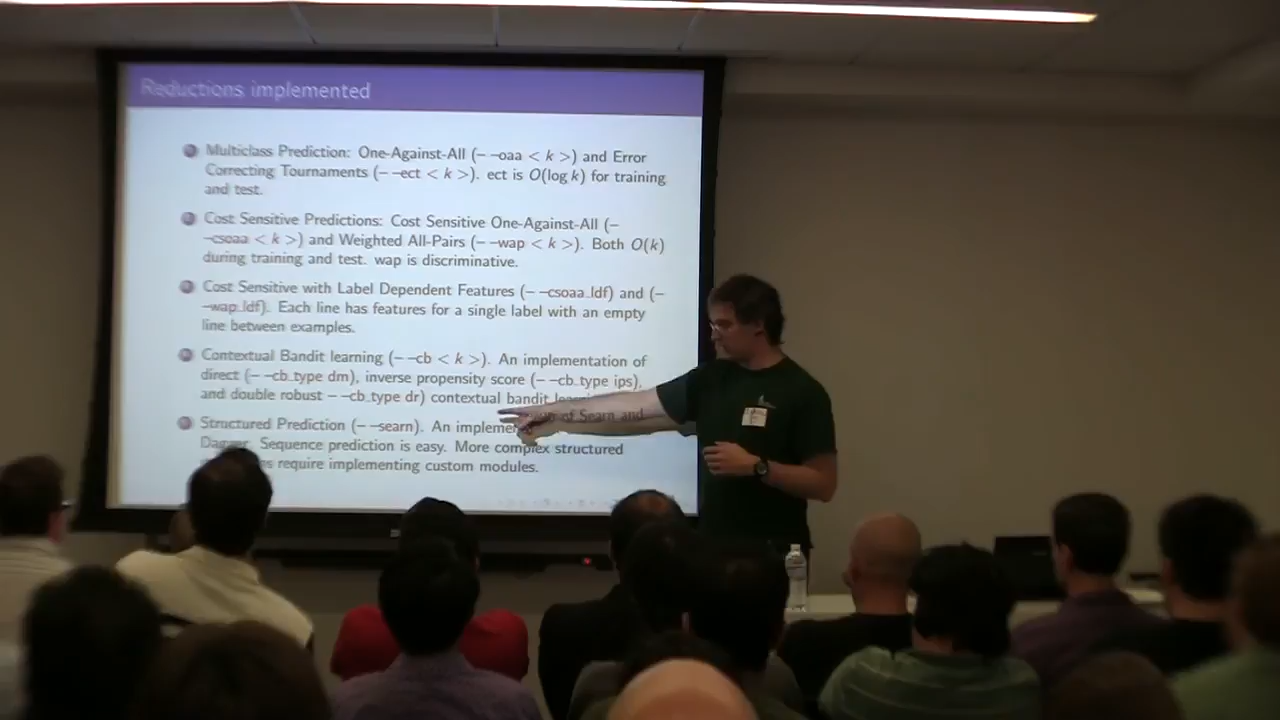 Reductions implemented
Multiclass Prediction: One-Against-All (- -oaa < k >) and Error
Correcting Tournaments (- -ect < k >). ect is O(log k) for training
and test.
Cost Sensitive Predictions: Cost Sensitive One-Against-All (-
-csoaa < k >) and Weighted All-Pairs (- -wap < k >). Both O(k)
during training and test. wap is discriminative.
Cost Sensitive with Label Dependent Features (- -csoaa_ldf) and (-
-wap_ldf). Each line has features for a single label with an empty
line between examples.
Contextual Bandit learning (- -cb < k >). An implementation of
direct (- -cb_type dm), inverse propensity score (- -cb_type ips),
and double robust - -cb_type dr) contextual bandit
Structured Prediction (- -searn). An of Searn and
Dagger. Sequence prediction is easy. More complex structured
require implementing custom modules.